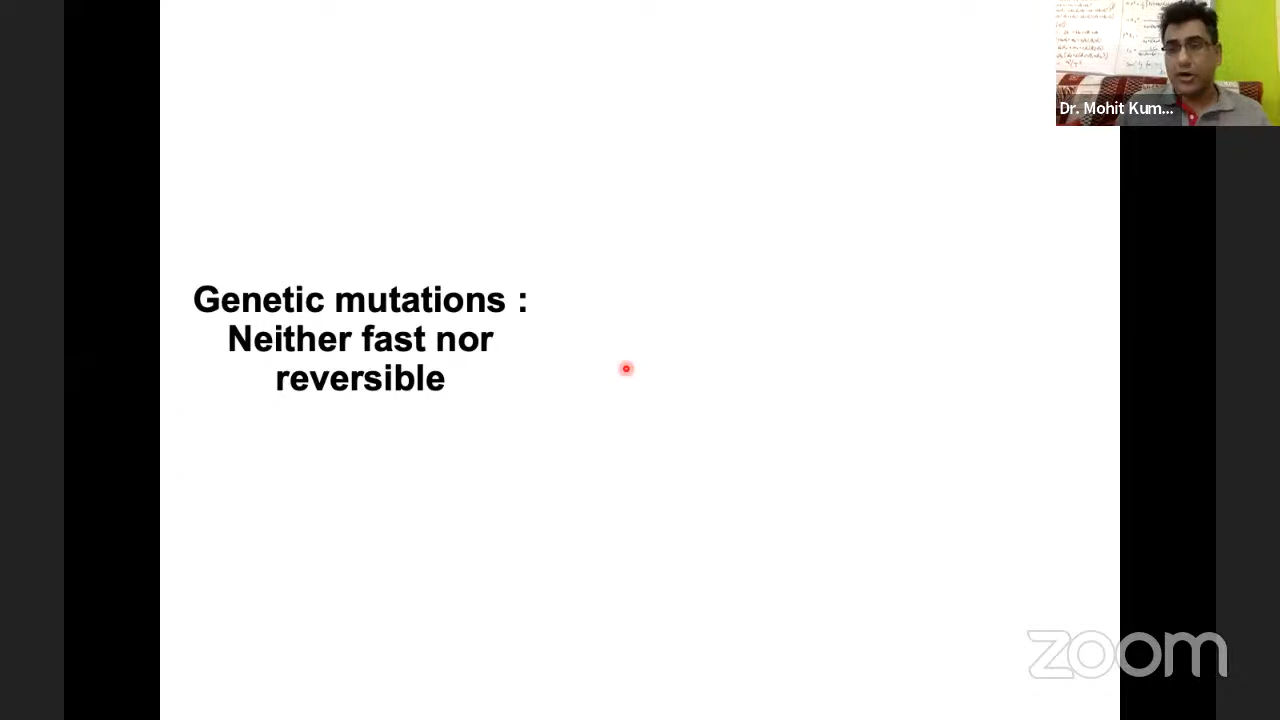 Dr. Mohit Kum...
Genetic mutations :
Neither fast nor
reversible
zoom